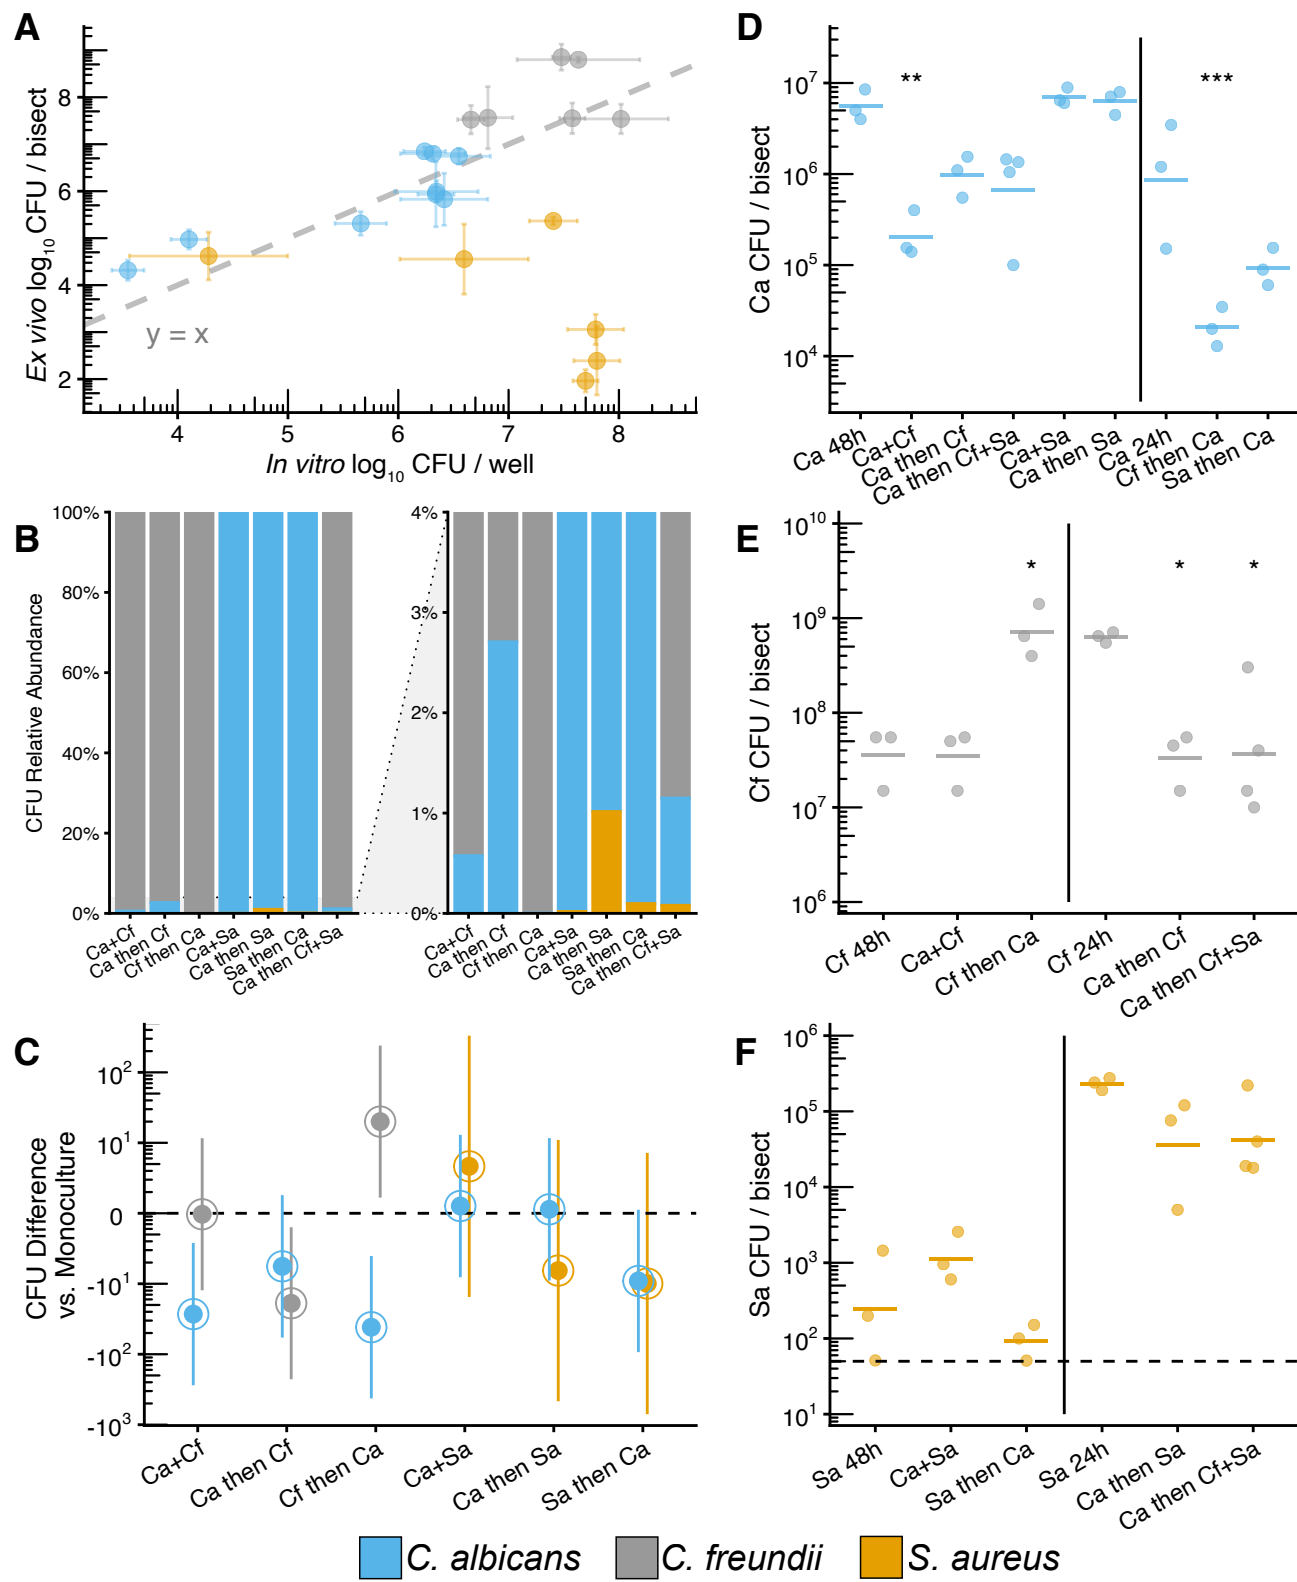 A
Ex vivo log10 CFU / bisect
8
6
4
2
y = x
4 5 6 7 8
In vitro log10 CFU / well
B
CFU Relative Abundance
100%
80%
60%
40%
20%
0%
Ca+Cf
Ca then Cf
Cf then Ca
Ca+Sa
Ca then Sa
Sa then Ca
Ca then Cf+Sa
4%
3%
2%
1%
0%
Ca+Cf
Ca then Cf
Cf then Ca
Ca+Sa
Ca then Sa
Sa then Ca
Ca then Cf+Sa
C
CFU Difference
vs. Monoculture
10^2
10^1
0
-10^1
-10^2
-10^3
Ca+Cf
Ca then Cf
Cf then Ca
Ca+Sa
Ca then Sa
Sa then Ca
D
Ca CFU / bisect
10^7
10^6
10^5
10^4
**
***
Ca 48h
Ca+Cf
Ca then Cf
Ca then Cf+Sa
Ca+Sa
Ca then Sa
Ca 24h
Cf then Ca
Sa then Ca
E
Cf CFU / bisect
10^10
10^9
10^8
10^7
10^6
*
*
*
Cf 48h
Ca+Cf
Cf then Ca
Cf 24h
Ca then Cf
Ca then Cf+Sa
F
Sa CFU / bisect
10^6
10^5
10^4
10^3
10^2
10^1
Sa 48h
Ca+Sa
Sa then Ca
Sa 24h
Ca then Sa
Ca then Cf+Sa
C. albicans
C. freundii
S. aureus